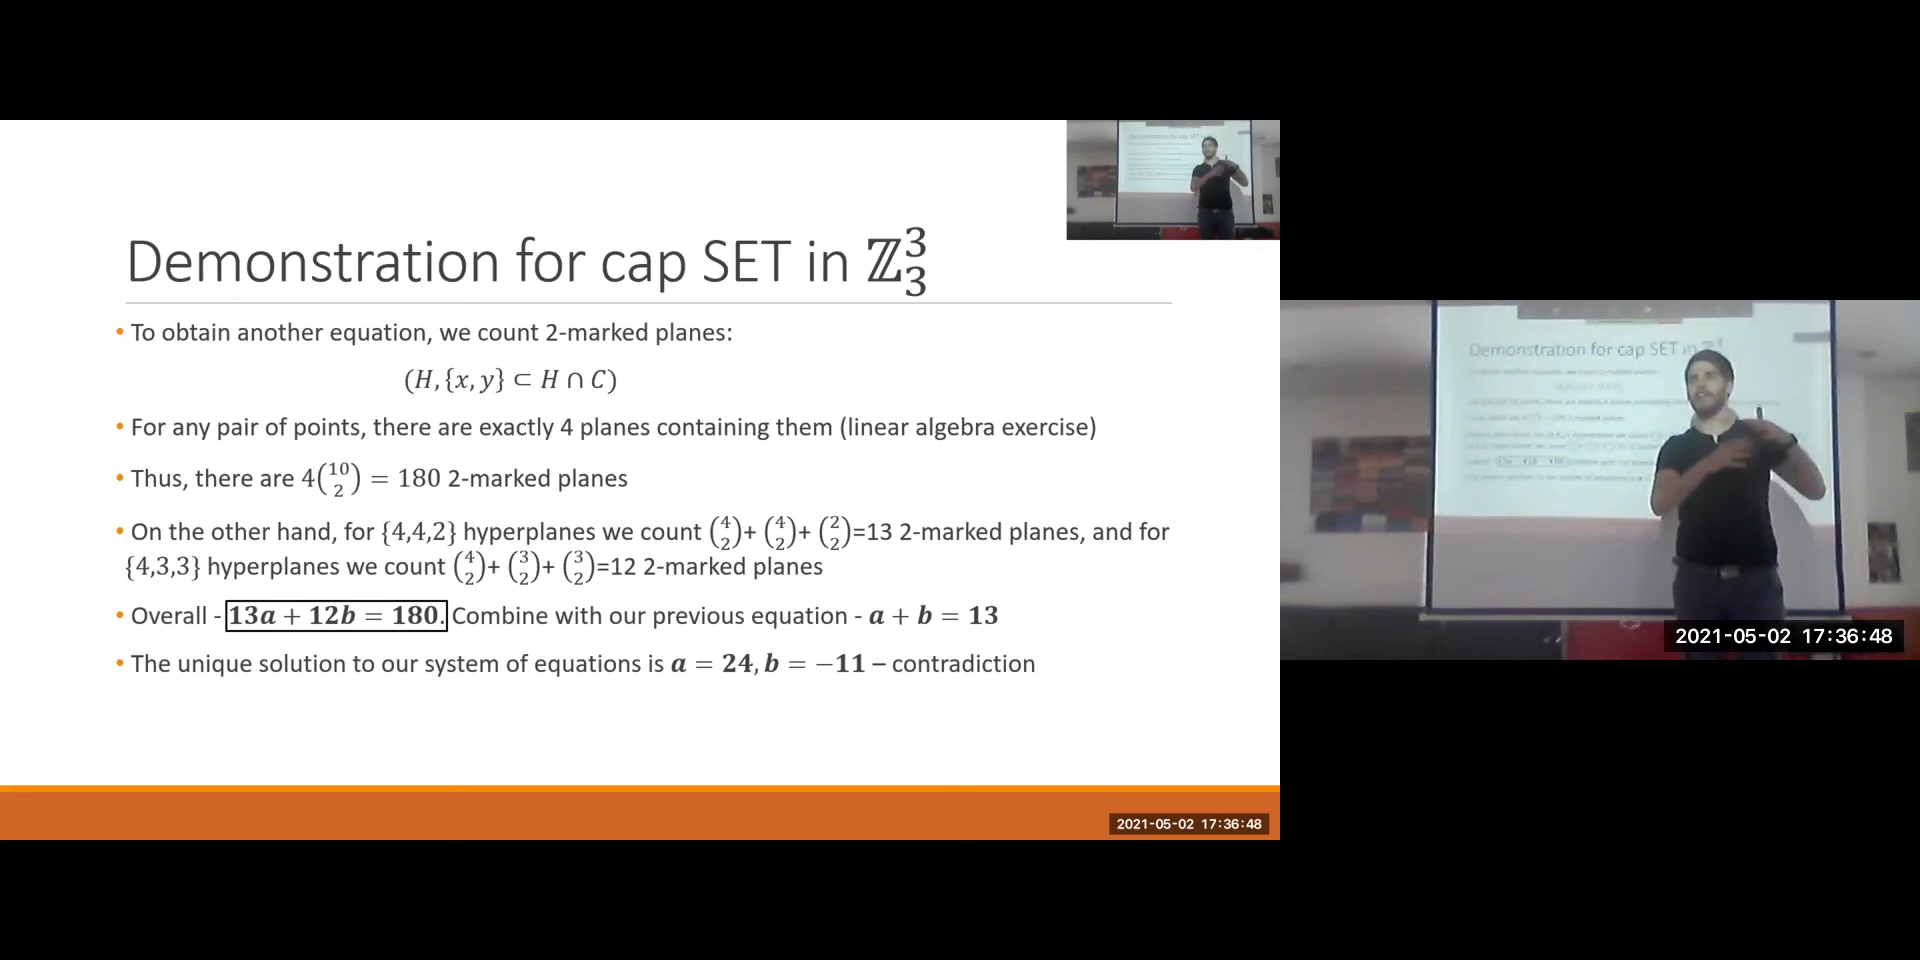 Demonstration for cap SET in ℤ₃³
• To obtain another equation, we count 2-marked planes:
(H, {x, y} ⊂ H ∩ C)
• For any pair of points, there are exactly 4 planes containing them (linear algebra exercise)
• Thus, there are 4(10 2) = 180 2-marked planes
• On the other hand, for {4,4,2} hyperplanes we count (4 2)+ (4 2)+ (2 2)=13 2-marked planes, and for
{4,3,3} hyperplanes we count (4 2)+ (3 2)+ (3 2)=12 2-marked planes
• Overall - 13a + 12b = 180. Combine with our previous equation - a + b = 13
• The unique solution to our system of equations is a = 24, b = −11 – contradiction
2021-05-02 17:36:48
Demonstration for cap SET in
2021-05-02 17:36:48